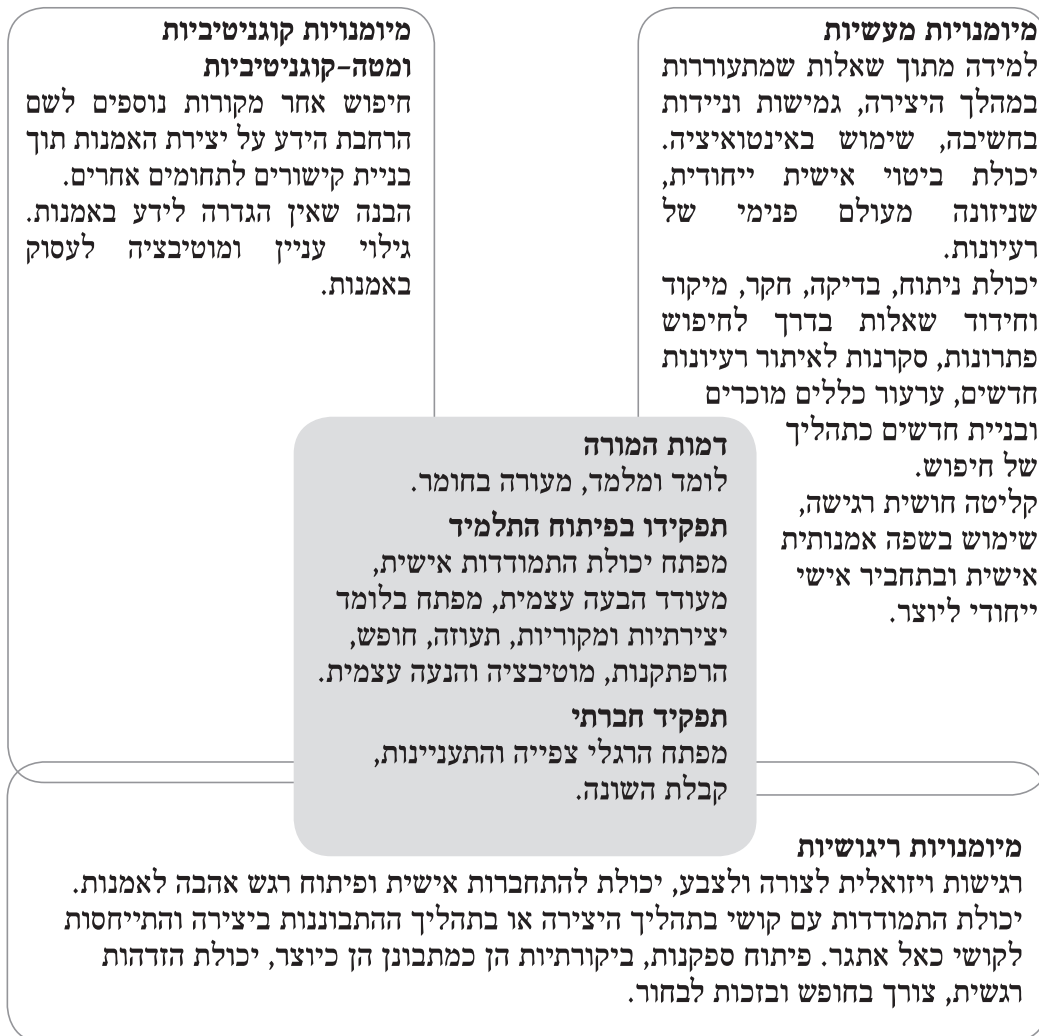 מיומנויות מעשיות
למידה מתוך שאלות שמתעוררות
במהלך היצירה, גמישות וניידות
בחשיבה, שימוש באינטואיציה.
יכולת ביטוי אישית ייחודית,
שניזונה מעולם פנימי של
רעיונות.
יכולת ניתוח, בדיקה, חקר, מיקוד
וחידוד שאלות בדרך לחיפוש
פתרונות, סקרנות לאיתור רעיונות
חדשים, ערעור כללים מוכרים
ובניית חדשים כתהליך
של חיפוש.
קליטה חושית רגישה,
שימוש בשפה אמנותית
אישית ובתחביר אישי
ייחודי ליוצר.
מיומנויות קוגניטיביות
ומטה-קוגניטיביות
חיפוש אחר מקורות נוספים לשם
הרחבת הידע על יצירת האמנות תוך
בניית קישורים לתחומים אחרים.
הבנה שאין הגדרה לידע באמנות.
גילוי עניין ומוטיבציה לעסוק
באמנות.
דמות המורה
לומד ומלמד, מעורה בחומר.
תפקידו בפיתוח התלמיד
מפתח יכולת התמודדות אישית,
מעודד הבעה עצמית, מפתח בלומד
יצירתיות ומקוריות, תעוזה, חופש,
הרפתקנות, מוטיבציה והנעה עצמית.
תפקיד חברתי
מפתח הרגלי צפייה והתעניינות,
קבלת השונה.
מיומנויות ריגושיות
רגישות ויזואלית לצורה ולצבע, יכולת להתחברות אישית ופיתוח רגש אהבה לאמנות.
יכולת התמודדות עם קושי בתהליך היצירה או בתהליך ההתבוננות ביצירה והתייחסות
לקושי כאל אתגר. פיתוח ספקנות, ביקורתיות הן כמתבונן הן כיוצר, יכולת הזדהות
רגשית, צורך בחופש ובזכות לבחור.